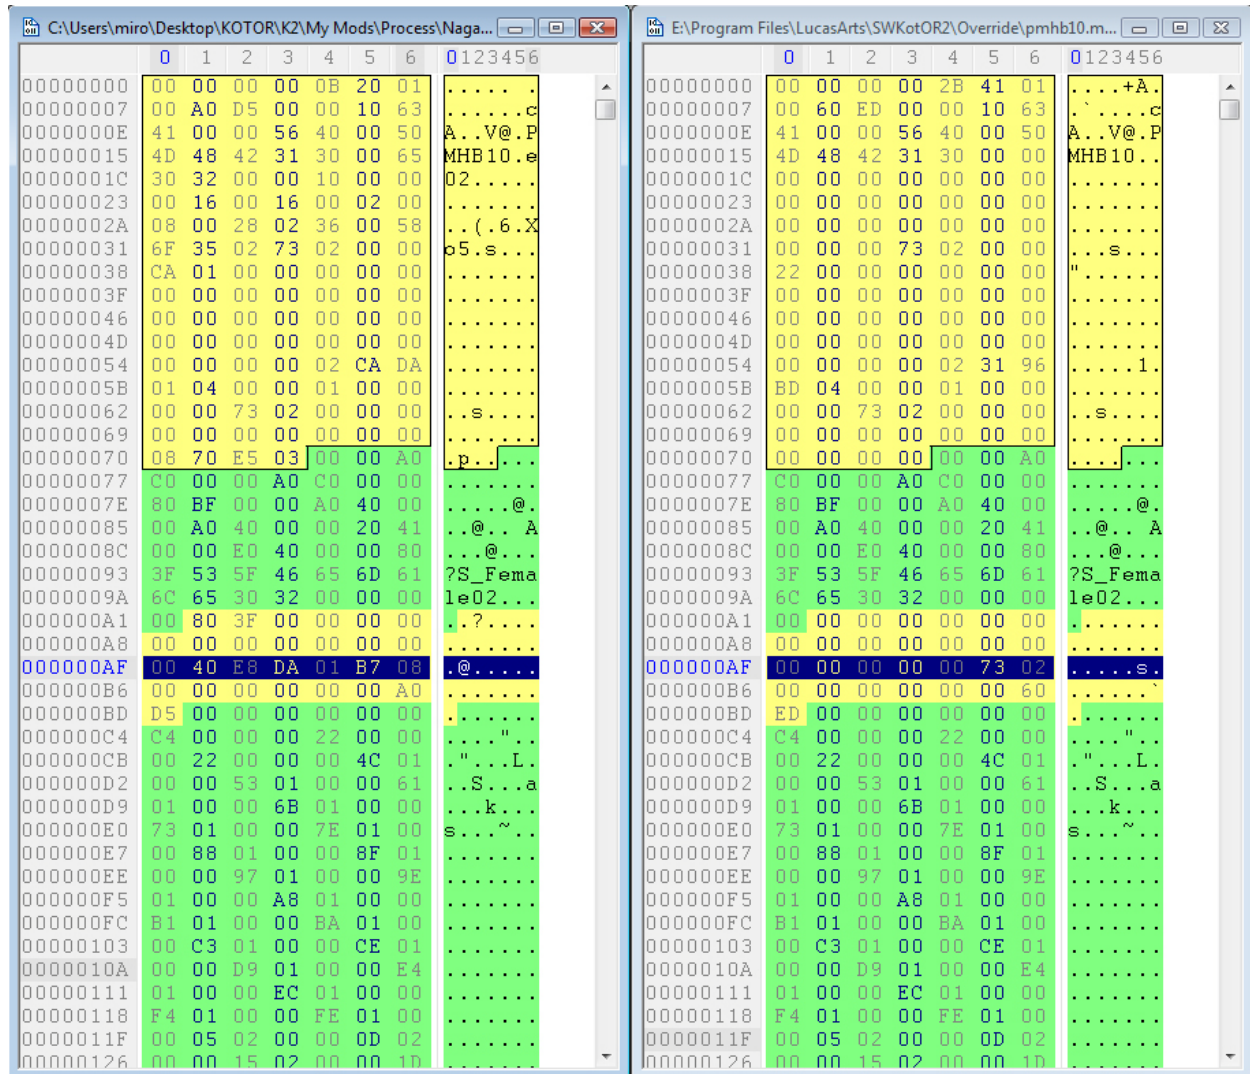 C:\Users\miro\Desktop\KOTOR\K2\My Mods\Process\Naga...
0 1 2 3 4 5 6 0123456
00000000 00 00 00 00 0B 20 01 ..... .
00000007 00 A0 D5 00 00 10 63 ......c
0000000E 41 00 00 56 40 00 50 A..V@.P
00000015 4D 48 42 31 30 00 65 MHB10.e
0000001C 30 32 00 00 10 00 00 02.....
00000023 00 16 00 16 00 02 00 .......
0000002A 08 00 28 02 36 00 58 ..(.6.X
00000031 6F 35 02 73 02 00 00 o5.s...
00000038 CA 01 00 00 00 00 00 .......
0000003F 00 00 00 00 00 00 00 .......
00000046 00 00 00 00 00 00 00 .......
0000004D 00 00 00 00 00 00 00 .......
00000054 00 00 00 00 02 CA DA .......
0000005B 01 04 00 00 01 00 00 .......
00000062 00 00 73 02 00 00 00 ..s....
00000069 00 00 00 00 00 00 00 .......
00000070 08 70 E5 03 00 00 A0 .p.....
00000077 C0 00 00 A0 C0 00 00 .......
0000007E 80 BF 00 00 A0 40 00 .....@.
00000085 00 A0 40 00 00 20 41 ..@.. A
0000008C 00 00 E0 40 00 00 80 ...@...
00000093 3F 53 5F 46 65 6D 61 ?S_Fema
0000009A 6C 65 30 32 00 00 00 le02...
000000A1 00 80 3F 00 00 00 00 ..?....
000000A8 00 00 00 00 00 00 00 .......
000000AF 00 40 E8 DA 01 B7 08 .@.....
000000B6 00 00 00 00 00 00 A0 .......
000000BD D5 00 00 00 00 00 00 .......
000000C4 C4 00 00 00 22 00 00 ...."..
000000CB 00 22 00 00 00 4C 01 ."...L.
000000D2 00 00 53 01 00 00 61 ..S...a
000000D9 01 00 00 6B 01 00 00 ...k...
000000E0 73 01 00 00 7E 01 00 s...~..
000000E7 00 88 01 00 00 8F 01 .......
000000EE 00 00 97 01 00 00 9E .......
000000F5 01 00 00 A8 01 00 00 .......
000000FC B1 01 00 00 BA 01 00 .......
00000103 00 C3 01 00 00 CE 01 .......
0000010A 00 00 D9 01 00 00 E4 .......
00000111 01 00 00 EC 01 00 00 .......
00000118 F4 01 00 00 FE 01 00 .......
0000011F 00 05 02 00 00 0D 02 .......
00000126 00 00 15 02 00 00 1D .......
E:\Program Files\LucasArts\SWKotOR2\Override\pmhb10.m...
0 1 2 3 4 5 6 0123456
00000000 00 00 00 00 2B 41 01 ....+A.
00000007 00 60 ED 00 00 10 63 .`....c
0000000E 41 00 00 56 40 00 50 A..V@.P
00000015 4D 48 42 31 30 00 00 MHB10..
0000001C 00 00 00 00 00 00 00 .......
00000023 00 00 00 00 00 00 00 .......
0000002A 00 00 00 00 00 00 00 .......
00000031 00 00 00 73 02 00 00 ...s...
00000038 22 00 00 00 00 00 00 "......
0000003F 00 00 00 00 00 00 00 .......
00000046 00 00 00 00 00 00 00 .......
0000004D 00 00 00 00 00 00 00 .......
00000054 00 00 00 00 02 31 96 .....1.
0000005B BD 04 00 00 01 00 00 .......
00000062 00 00 73 02 00 00 00 ..s....
00000069 00 00 00 00 00 00 00 .......
00000070 00 00 00 00 00 00 A0 .......
00000077 C0 00 00 A0 C0 00 00 .......
0000007E 80 BF 00 00 A0 40 00 .....@.
00000085 00 A0 40 00 00 20 41 ..@.. A
0000008C 00 00 E0 40 00 00 80 ...@...
00000093 3F 53 5F 46 65 6D 61 ?S_Fema
0000009A 6C 65 30 32 00 00 00 le02...
000000A1 00 00 00 00 00 00 00 .......
000000A8 00 00 00 00 00 00 00 .......
000000AF 00 00 00 00 00 73 02 .....s.
000000B6 00 00 00 00 00 00 60 ......`
000000BD ED 00 00 00 00 00 00 .......
000000C4 C4 00 00 00 22 00 00 ...."..
000000CB 00 22 00 00 00 4C 01 ."...L.
000000D2 00 00 53 01 00 00 61 ..S...a
000000D9 01 00 00 6B 01 00 00 ...k...
000000E0 73 01 00 00 7E 01 00 s...~..
000000E7 00 88 01 00 00 8F 01 .......
000000EE 00 00 97 01 00 00 9E .......
000000F5 01 00 00 A8 01 00 00 .......
000000FC B1 01 00 00 BA 01 00 .......
00000103 00 C3 01 00 00 CE 01 .......
0000010A 00 00 D9 01 00 00 E4 .......
00000111 01 00 00 EC 01 00 00 .......
00000118 F4 01 00 00 FE 01 00 .......
0000011F 00 05 02 00 00 0D 02 .......
00000126 00 00 15 02 00 00 1D .......